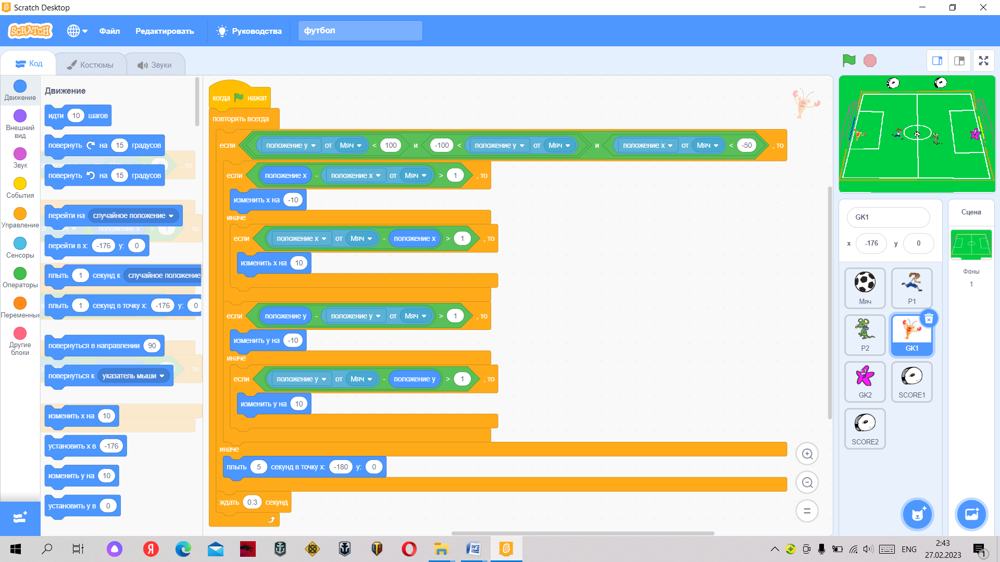 Scratch Desktop
SCRATCH
Файл
Редактировать
Руководства
футбол
Код
Костюмы
Звуки
Движение
Внешний вид
Звук
События
Управление
Сенсоры
Операторы
Переменные
Другие блоки
Движение
идти 10 шагов
повернуть на 15 градусов
повернуть на 15 градусов
перейти на случайное положение
перейти в x: -176 y: 0
плыть 1 секунд к случайное положение
плыть 1 секунд в точку x: -176 y: 0
повернуться в направлении 90
повернуться к указатель мыши
изменить x на 10
установить x в -176
изменить y на 10
установить y в 0
когда нажат
повторять всегда
если положение y от Мяч < 100 и -100 < положение y от Мяч и положение x от Мяч < -50 , то
если положение x - положение x от Мяч > 1 , то
изменить x на -10
иначе
если положение x от Мяч - положение x > 1 , то
изменить x на 10
если положение y - положение y от Мяч > 1 , то
изменить y на -10
иначе
если положение y от Мяч - положение y > 1 , то
изменить y на 10
иначе
плыть 5 секунд в точку x: -180 y: 0
ждать 0.3 секунд
GK1
x -176 y 0
Мяч
P1
P2
GK1
GK2
SCORE1
SCORE2
Сцена
Фоны
1
ENG
2:43
27.02.2023
1